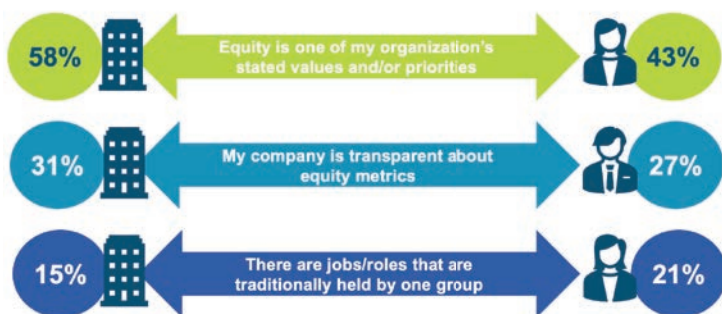 58%
Equity is one of my organization's
stated values and/or priorities
43%
31%
My company is transparent about
equity metrics
27%
15%
There are jobs/roles that are
traditionally held by one group
21%